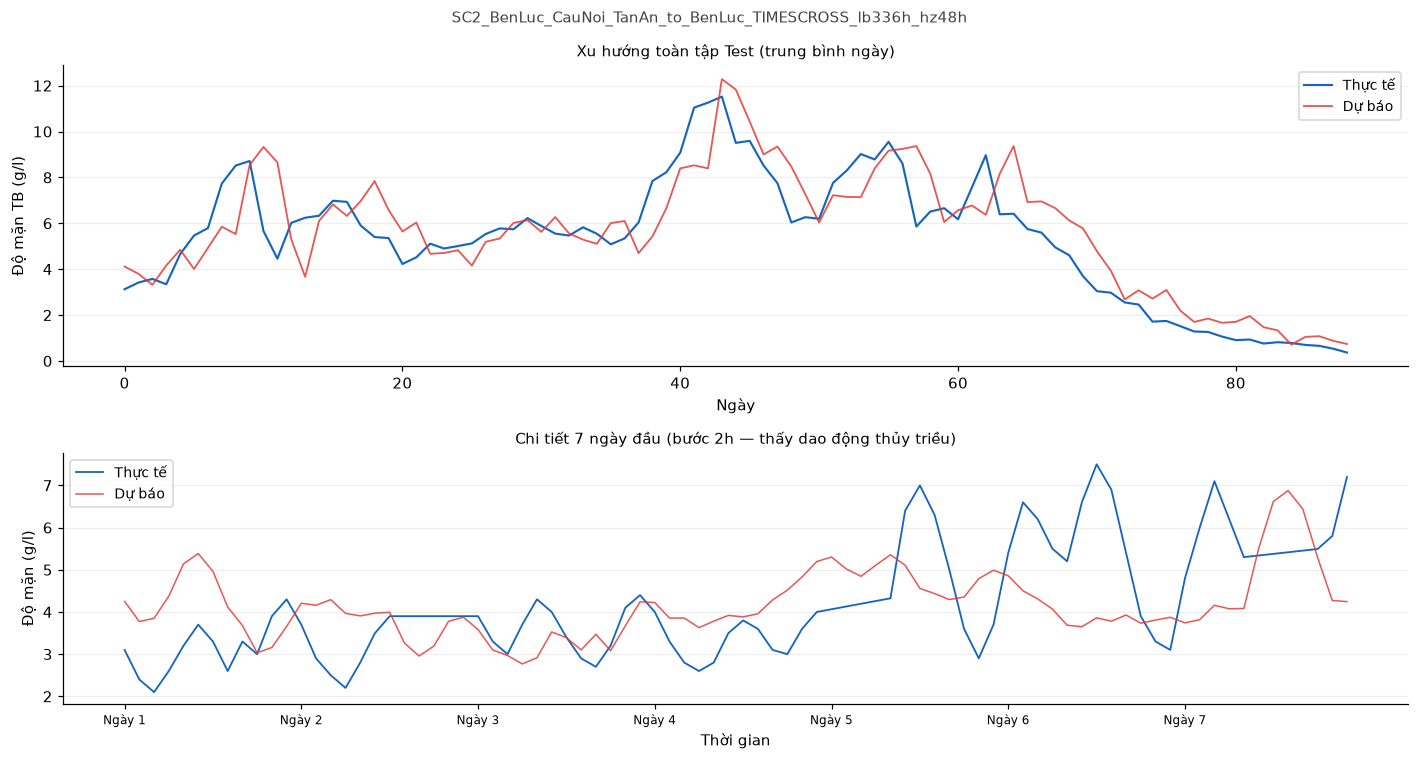 SC2_BenLuc_CauNoi_TanAn_to_BenLuc_TIMESCROSS_lb336h_hz48h
Xu hướng toàn tập Test (trung bình ngày)
Thực tế
Dự báo
Độ mặn TB (g/l)
12
10
8
6
4
2
0
0 20 40 60 80
Ngày
Chi tiết 7 ngày đầu (bước 2h — thấy dao động thủy triều)
Thực tế
Dự báo
Độ mặn (g/l)
7
6
5
4
3
2
Ngày 1 Ngày 2 Ngày 3 Ngày 4 Ngày 5 Ngày 6 Ngày 7
Thời gian